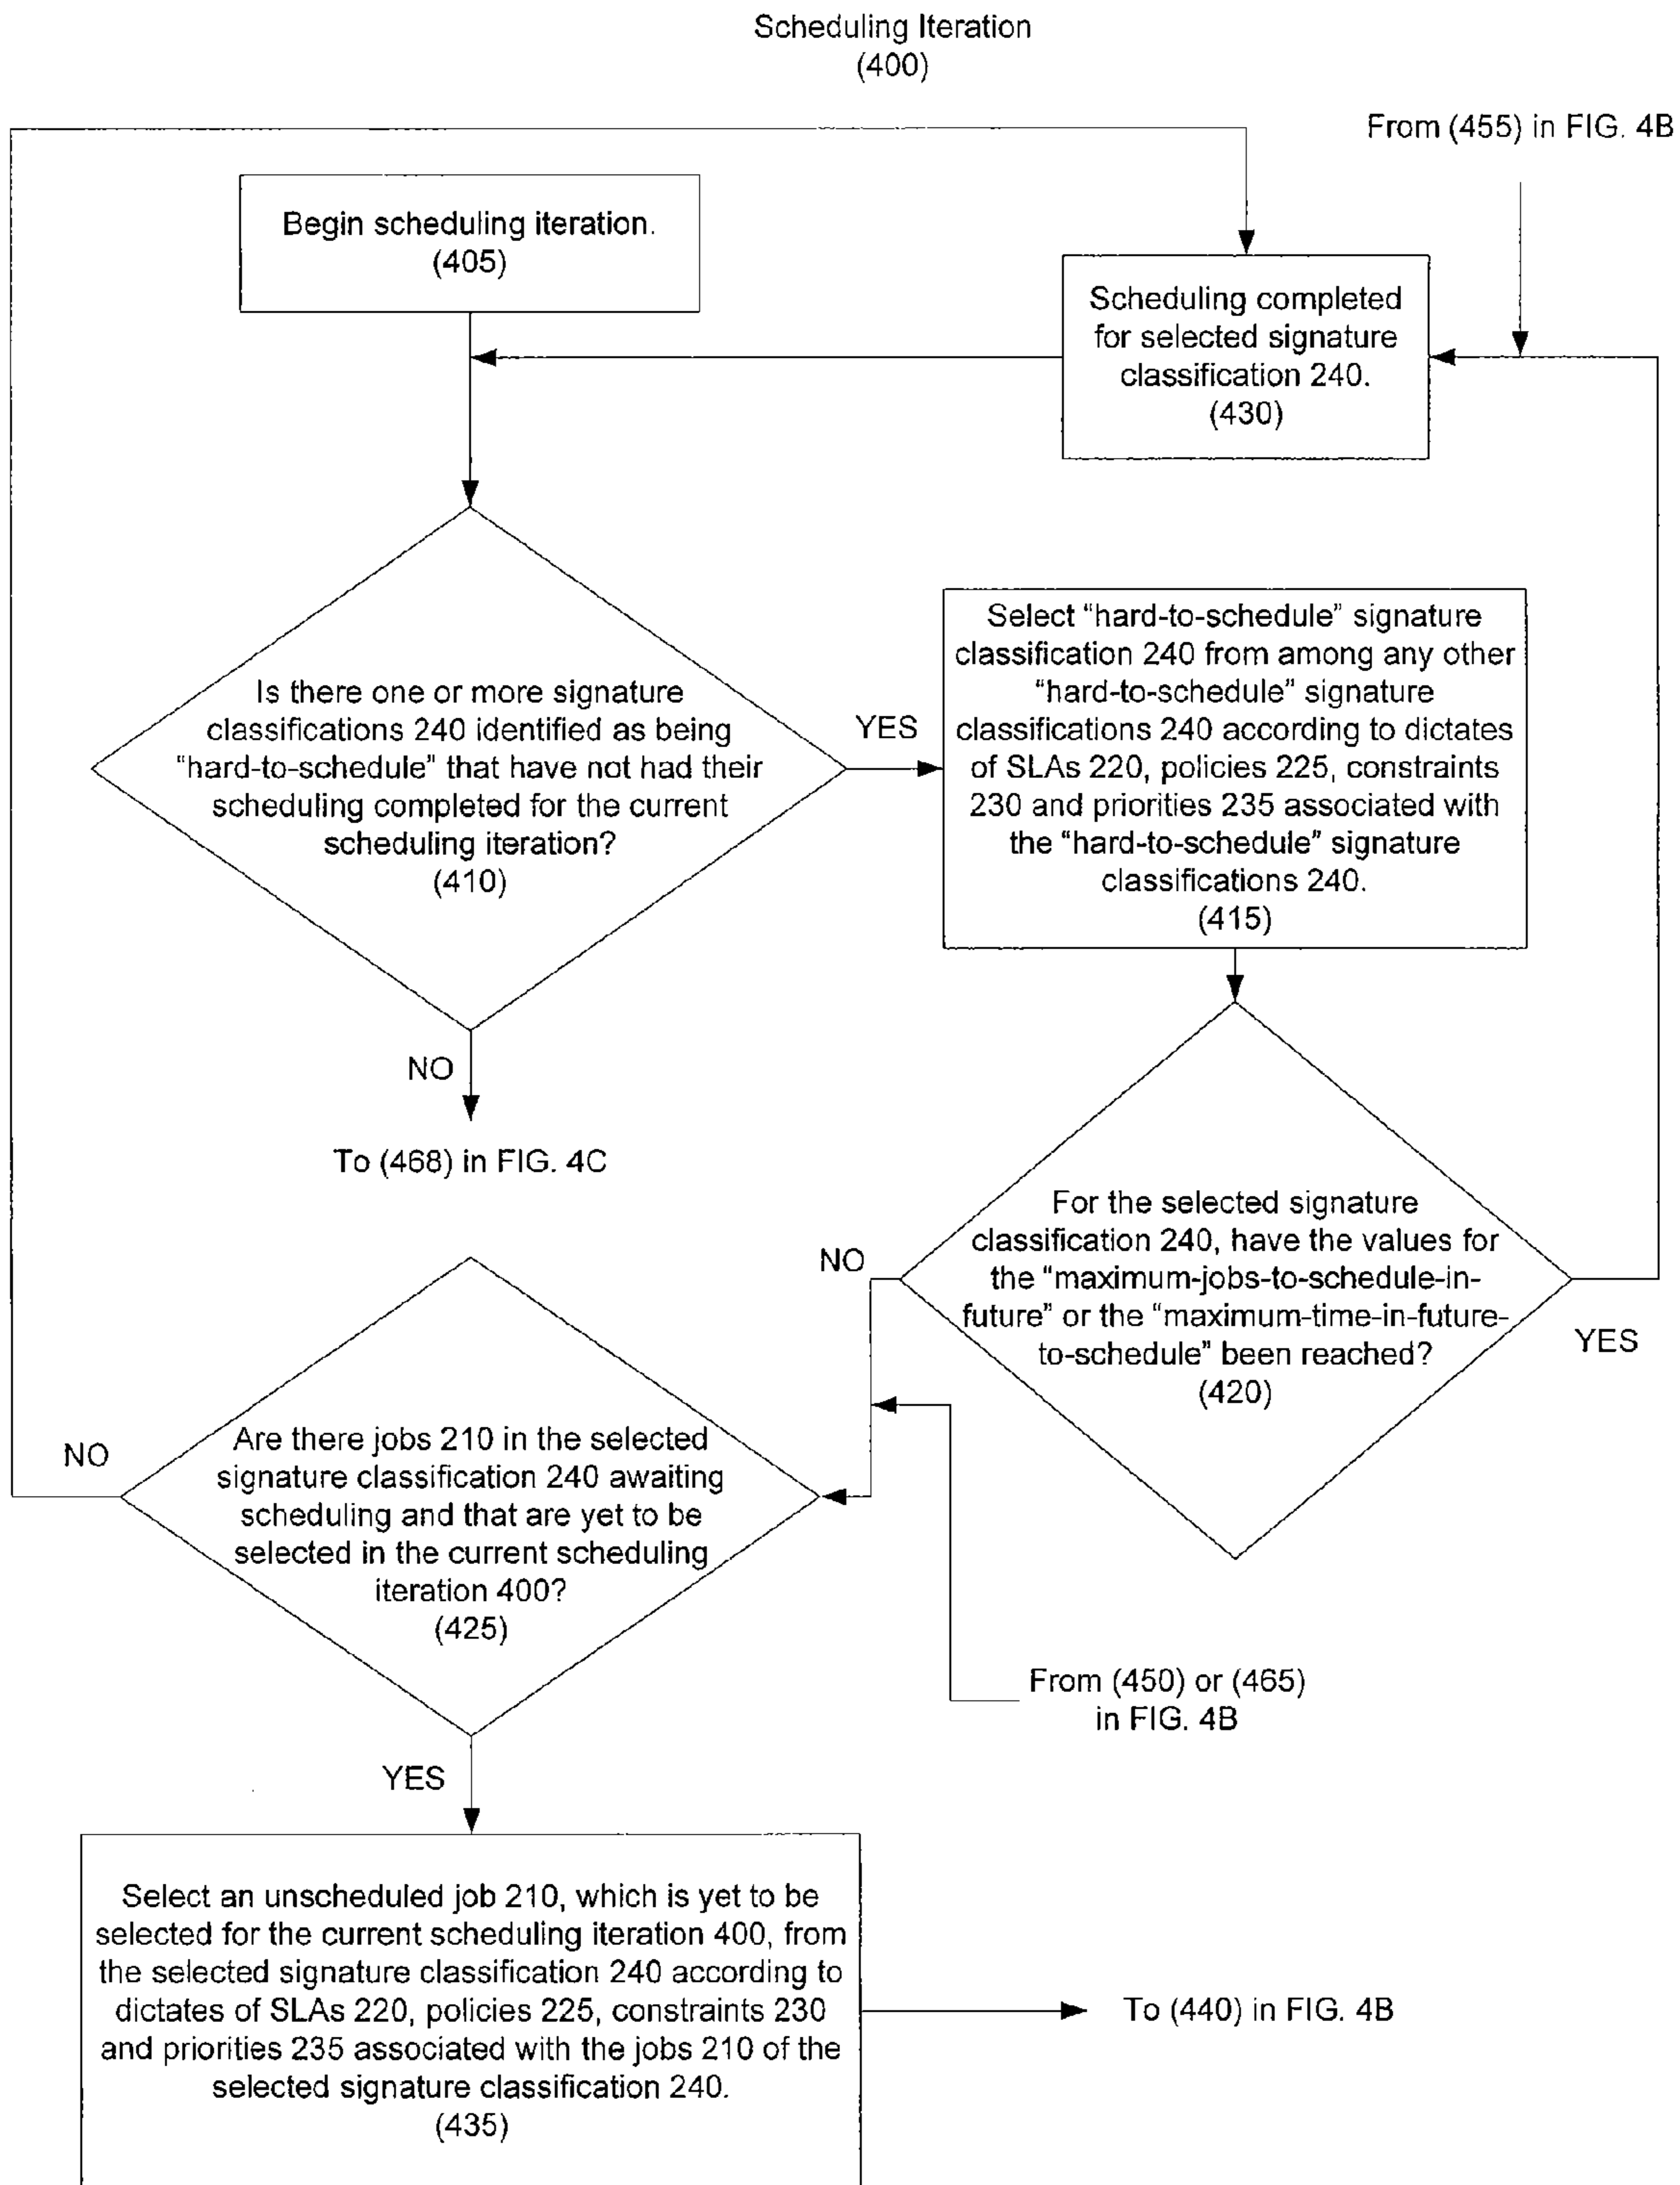 Scheduling Iteration
(400)
From (455) in FIG. 4B
Begin scheduling iteration.
(405)
Scheduling completed
for selected signature
classification 240.
(430)
Is there one or more signature
classifications 240 identified as being
“hard-to-schedule” that have not had their
scheduling completed for the current
scheduling iteration?
(410)
YES
Select “hard-to-schedule” signature
classification 240 from among any other
“hard-to-schedule” signature
classifications 240 according to dictates
of SLAs 220, policies 225, constraints
230 and priorities 235 associated with
the “hard-to-schedule” signature
classifications 240.
(415)
NO
To (468) in FIG. 4C
For the selected signature
classification 240, have the values for
the “maximum-jobs-to-schedule-in-
future” or the “maximum-time-in-future-
to-schedule” been reached?
(420)
NO
YES
Are there jobs 210 in the selected
signature classification 240 awaiting
scheduling and that are yet to be
selected in the current scheduling
iteration 400?
(425)
NO
From (450) or (465)
in FIG. 4B
YES
Select an unscheduled job 210, which is yet to be
selected for the current scheduling iteration 400, from
the selected signature classification 240 according to
dictates of SLAs 220, policies 225, constraints 230
and priorities 235 associated with the jobs 210 of the
selected signature classification 240.
(435)
To (440) in FIG. 4B